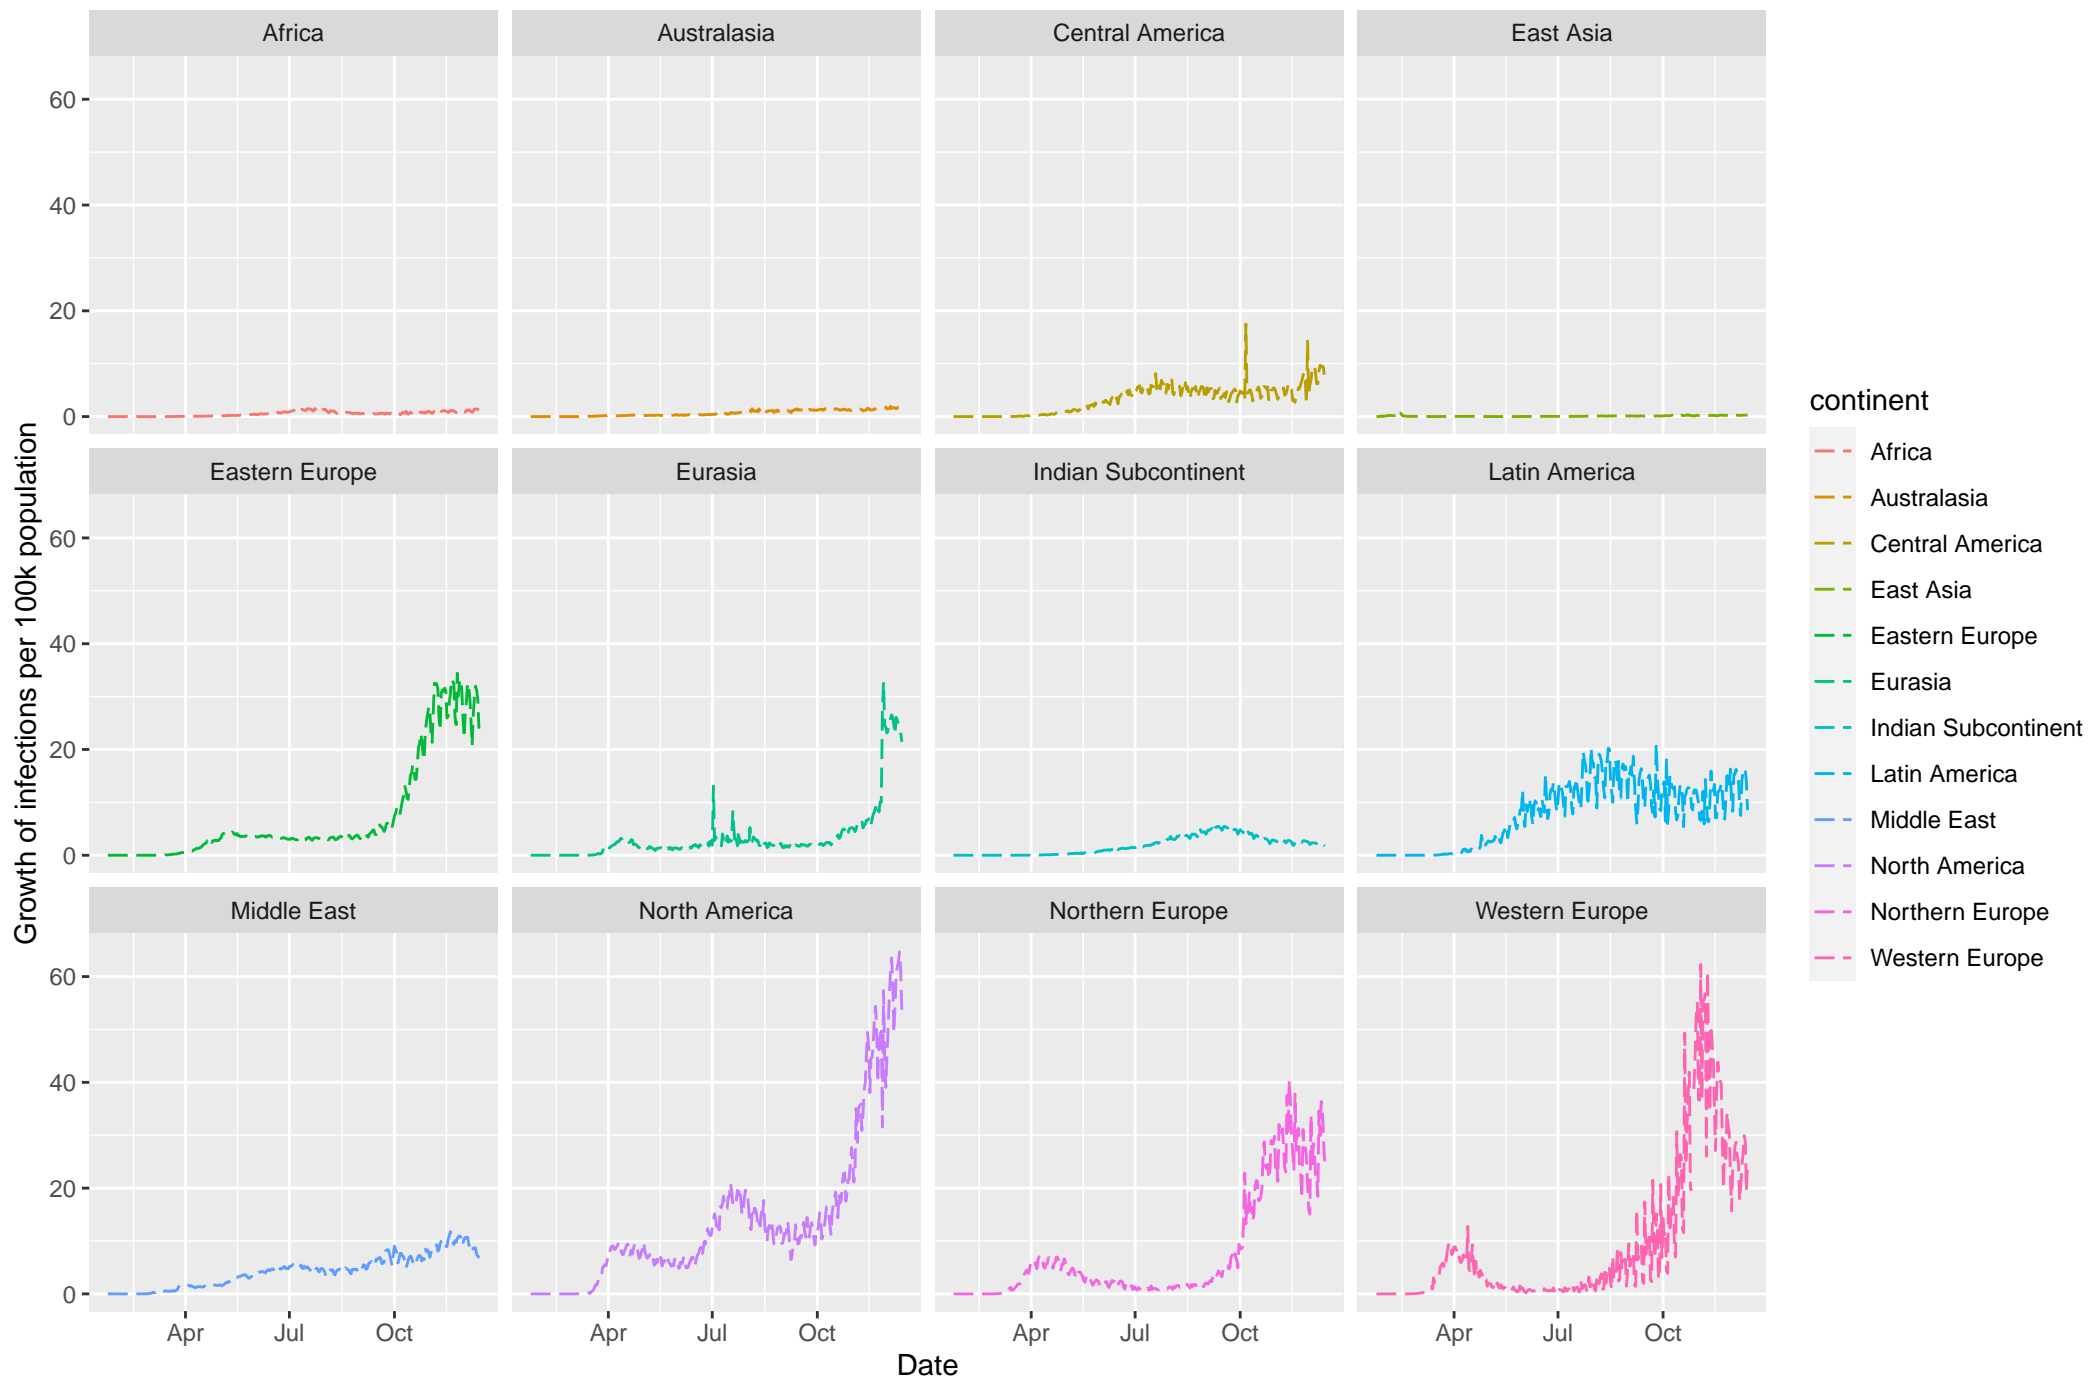 Africa
Australasia
Central America
East Asia
60
40
20
0
Eastern Europe
Eurasia
Indian Subcontinent
Latin America
60
40
20
0
Middle East
North America
Northern Europe
Western Europe
60
40
20
0
Apr Jul Oct
Apr Jul Oct
Apr Jul Oct
Apr Jul Oct
Date
Growth of infections per 100k population
continent
Africa
Australasia
Central America
East Asia
Eastern Europe
Eurasia
Indian Subcontinent
Latin America
Middle East
North America
Northern Europe
Western Europe